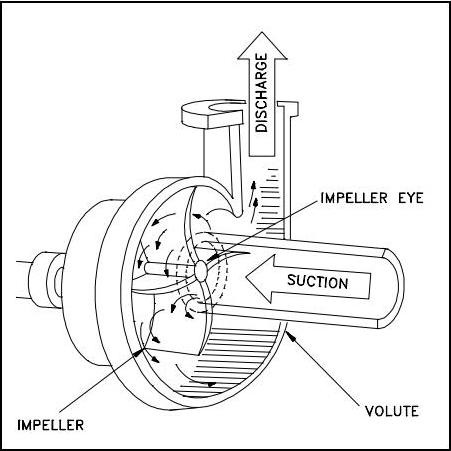 DISCHARGE
IMPELLER EYE
SUCTION
IMPELLER
VOLUTE